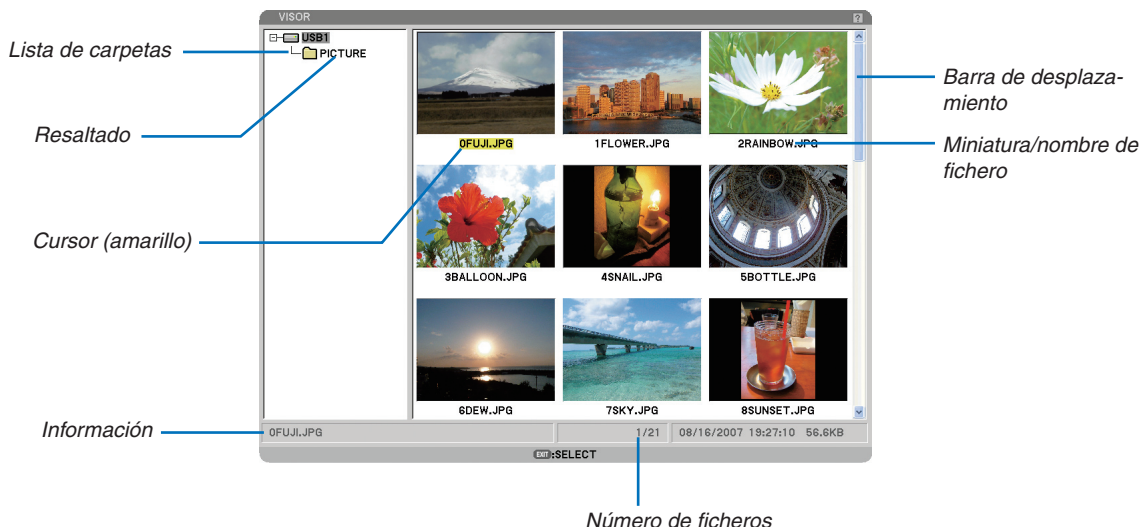 VISOR
?
USB1
PICTURE
Lista de carpetas
Resaltado
Cursor (amarillo)
Información
0FUJI.JPG
1FLOWER.JPG
2RAINBOW.JPG
3BALLOON.JPG
4SNAIL.JPG
5BOTTLE.JPG
6DEW.JPG
7SKY.JPG
8SUNSET.JPG
Barra de desplaza-
miento
Miniatura/nombre de
fichero
0FUJI.JPG
1/21
08/16/2007 19:27:10 56.6KB
EXIT:SELECT
Número de ficheros